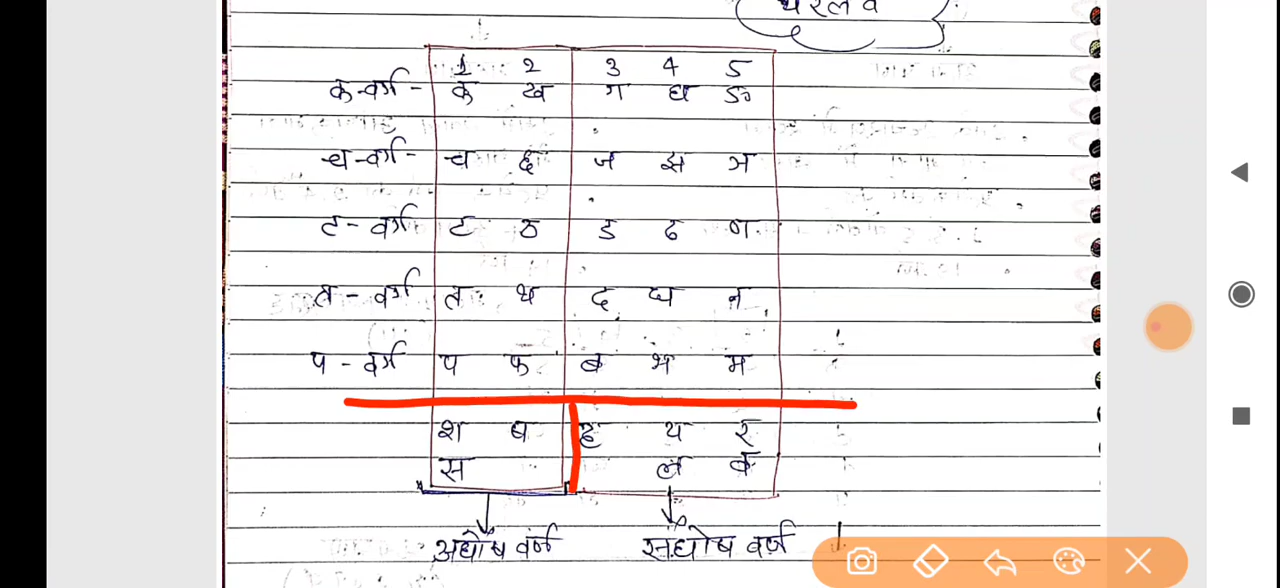 य र ल व
1 2 3 4 5
क-वर्ग - क ख ग घ ङ
च-वर्ग - च छ ज झ ञ
ट-वर्ग ट ठ ड ढ ण
त-वर्ग त थ द ध न
प-वर्ग प फ ब भ म
श ष ह य र
स ल व
अघोष वर्ण सघोष वर्ण